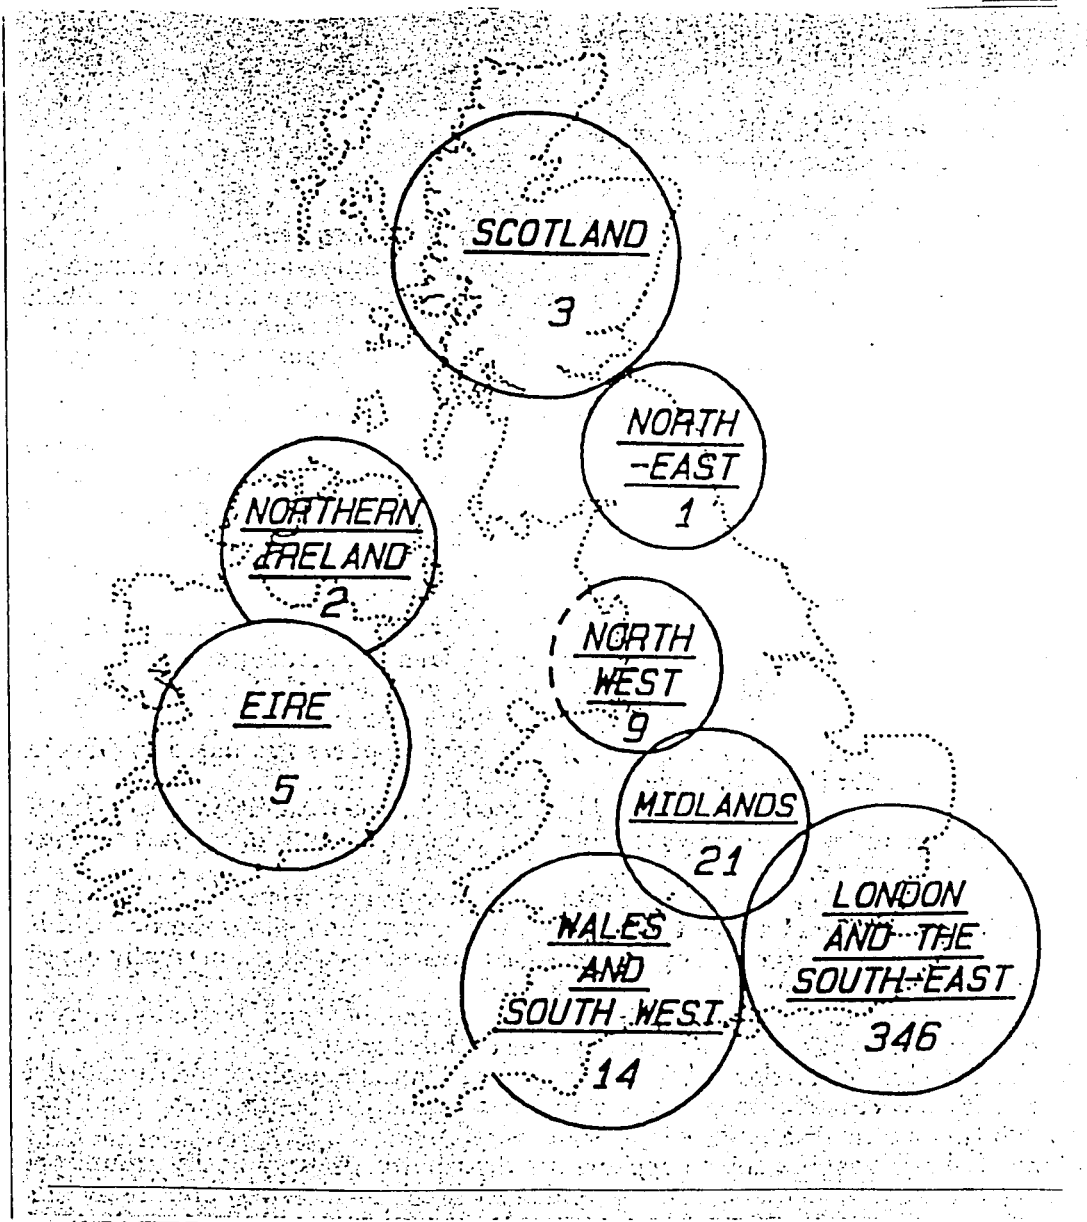 SCOTLAND
3
NORTH
-EAST
1
NORTHERN
IRELAND
2
NORTH
WEST
9
EIRE
5
MIDLANDS
21
LONDON
AND THE
SOUTH-EAST
346
WALES
AND
SOUTH WEST
14